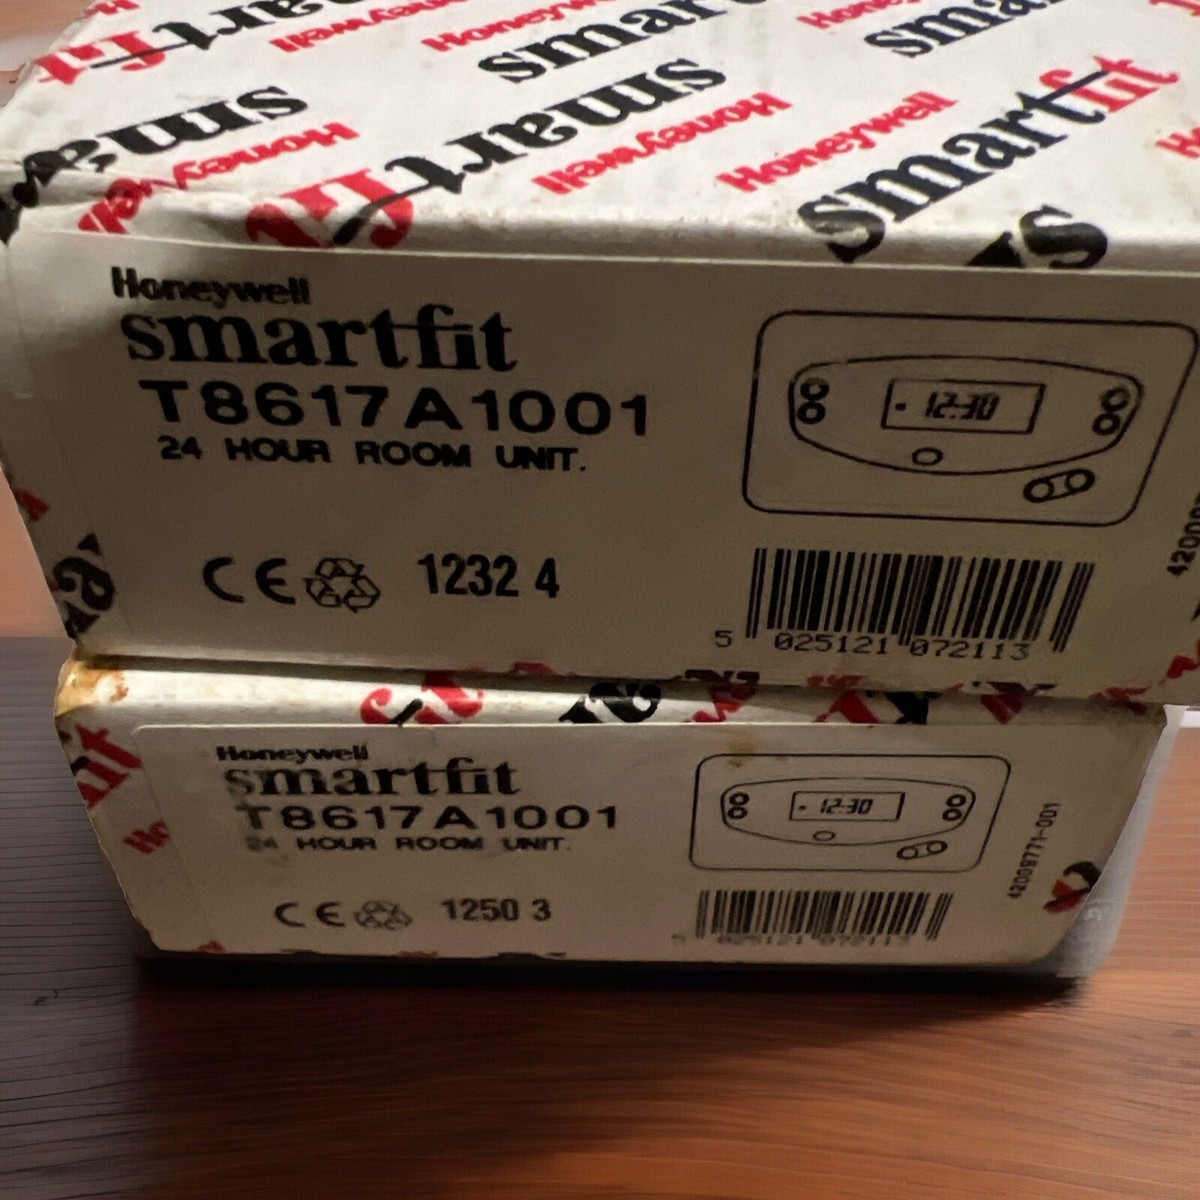 Honeywell
smartfit
Honeywell
smartfit
Honeywell
smartfit
Honeywell
Honeywell
smartfit
T8617A1001
24 HOUR ROOM UNIT.
12:30
CE 1232 4
5 025121 072113
Honeywell
smartfit
T8617A1001
24 HOUR ROOM UNIT.
12:30
42009771-001
CE 1250 3